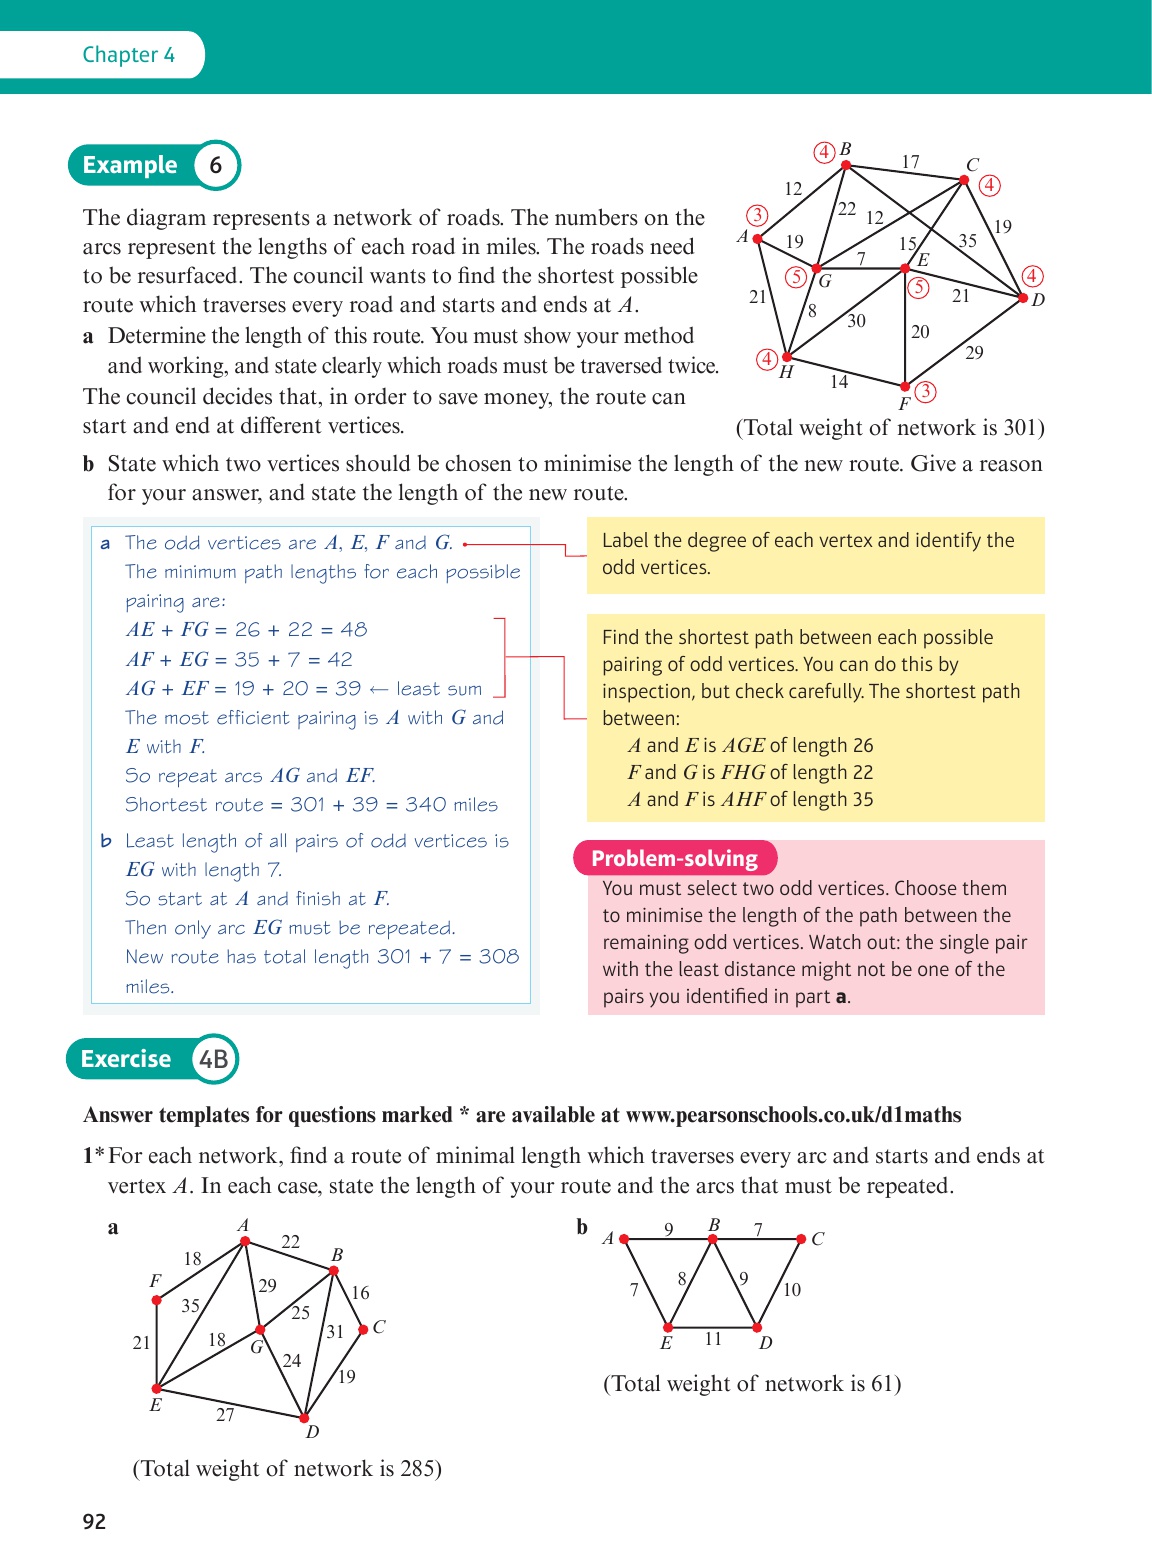 Chapter 4
Example 6
The diagram represents a network of roads. The numbers on the
arcs represent the lengths of each road in miles. The roads need
to be resurfaced. The council wants to find the shortest possible
route which traverses every road and starts and ends at A.
a Determine the length of this route. You must show your method
and working, and state clearly which roads must be traversed twice.
The council decides that, in order to save money, the route can
start and end at different vertices.
4 B
17
C
4
12
3
22
12
A
19
15
35
19
7
E
5
G
5
4
D
21
21
8
30
20
29
4
H
14
3
F
(Total weight of network is 301)
b State which two vertices should be chosen to minimise the length of the new route. Give a reason
for your answer, and state the length of the new route.
a The odd vertices are A, E, F and G.
The minimum path lengths for each possible
pairing are:
AE + FG = 26 + 22 = 48
AF + EG = 35 + 7 = 42
AG + EF = 19 + 20 = 39 ← least sum
The most efficient pairing is A with G and
E with F.
So repeat arcs AG and EF.
Shortest route = 301 + 39 = 340 miles
b Least length of all pairs of odd vertices is
EG with length 7.
So start at A and finish at F.
Then only arc EG must be repeated.
New route has total length 301 + 7 = 308
miles.
Label the degree of each vertex and identify the
odd vertices.
Find the shortest path between each possible
pairing of odd vertices. You can do this by
inspection, but check carefully. The shortest path
between:
A and E is AGE of length 26
F and G is FHG of length 22
A and F is AHF of length 35
Problem-solving
You must select two odd vertices. Choose them
to minimise the length of the path between the
remaining odd vertices. Watch out: the single pair
with the least distance might not be one of the
pairs you identified in part a.
Exercise 4B
Answer templates for questions marked * are available at www.pearsonschools.co.uk/d1maths
1* For each network, find a route of minimal length which traverses every arc and starts and ends at
vertex A. In each case, state the length of your route and the arcs that must be repeated.
a
A
22
18
B
F
29
16
35
25
21
18
G
31
C
24
19
E
27
D
(Total weight of network is 285)
b
A
9
B
7
C
7
8
9
10
E
11
D
(Total weight of network is 61)
92